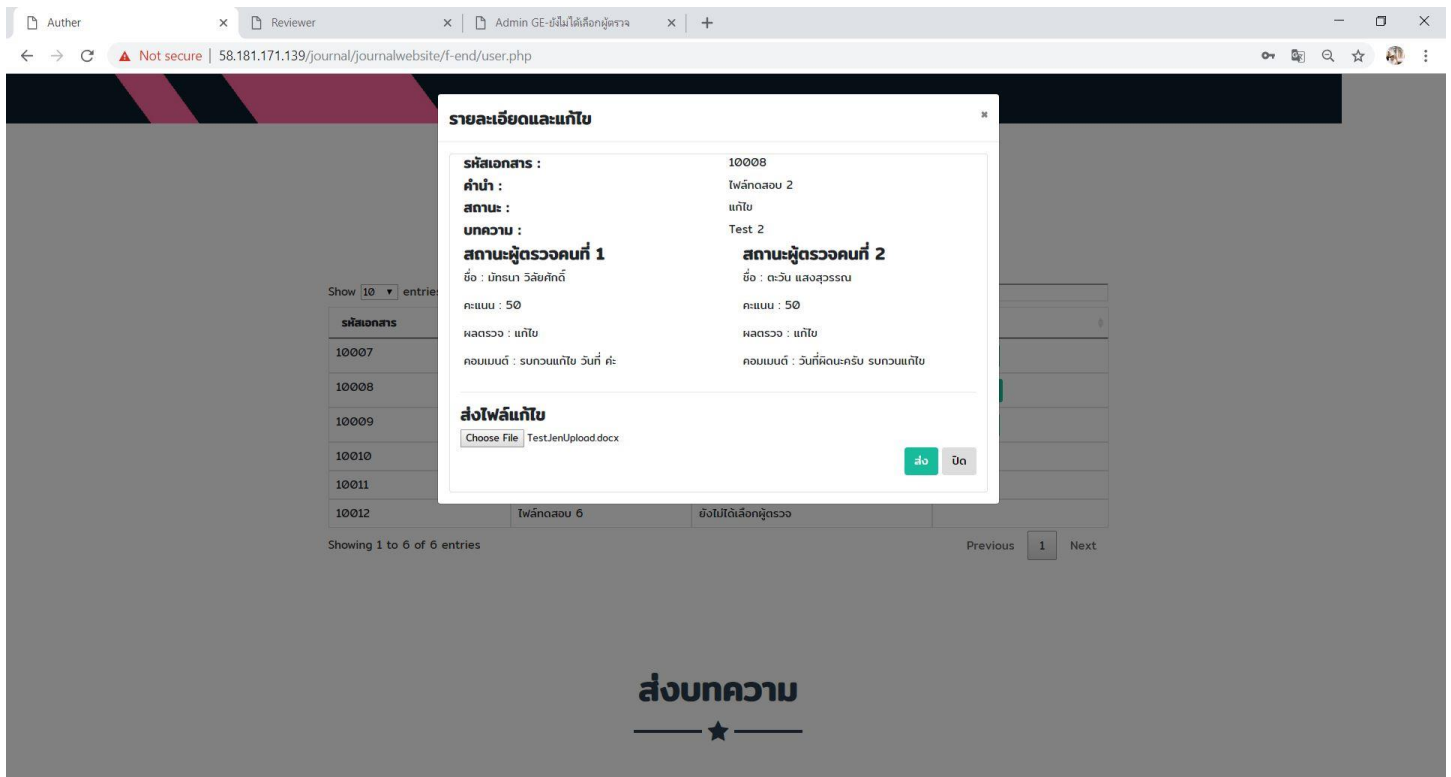 Auther
Reviewer
Admin GE-ยังไม่ได้เลือกผู้ตรวจ
Not secure | 58.181.171.139/journal/journalwebsite/f-end/user.php
รายละเอียดและแก้ไข
รหัสเอกสาร : 10008
คำนำ : ไฟล์ทดสอบ 2
สถานะ : แก้ไข
บทความ : Test 2
สถานะผู้ตรวจคนที่ 1 สถานะผู้ตรวจคนที่ 2
ชื่อ : มัทธนา วิลัยศักดิ์ ชื่อ : ตะวัน แสงสุวรรณ
คะแนน : 50 คะแนน : 50
ผลตรวจ : แก้ไข ผลตรวจ : แก้ไข
คอมเมนต์ : รบกวนแก้ไข วันที่ ค่ะ คอมเมนต์ : วันที่ผิดนะครับ รบกวนแก้ไข
ส่งไฟล์แก้ไข
Choose File TestJenUpload.docx
ส่ง ปิด
Show 10 entries
รหัสเอกสาร
10007
10008
10009
10010
10011
10012 ไฟล์ทดสอบ 6 ยังไม่ได้เลือกผู้ตรวจ
Showing 1 to 6 of 6 entries Previous 1 Next
ส่งบทความ